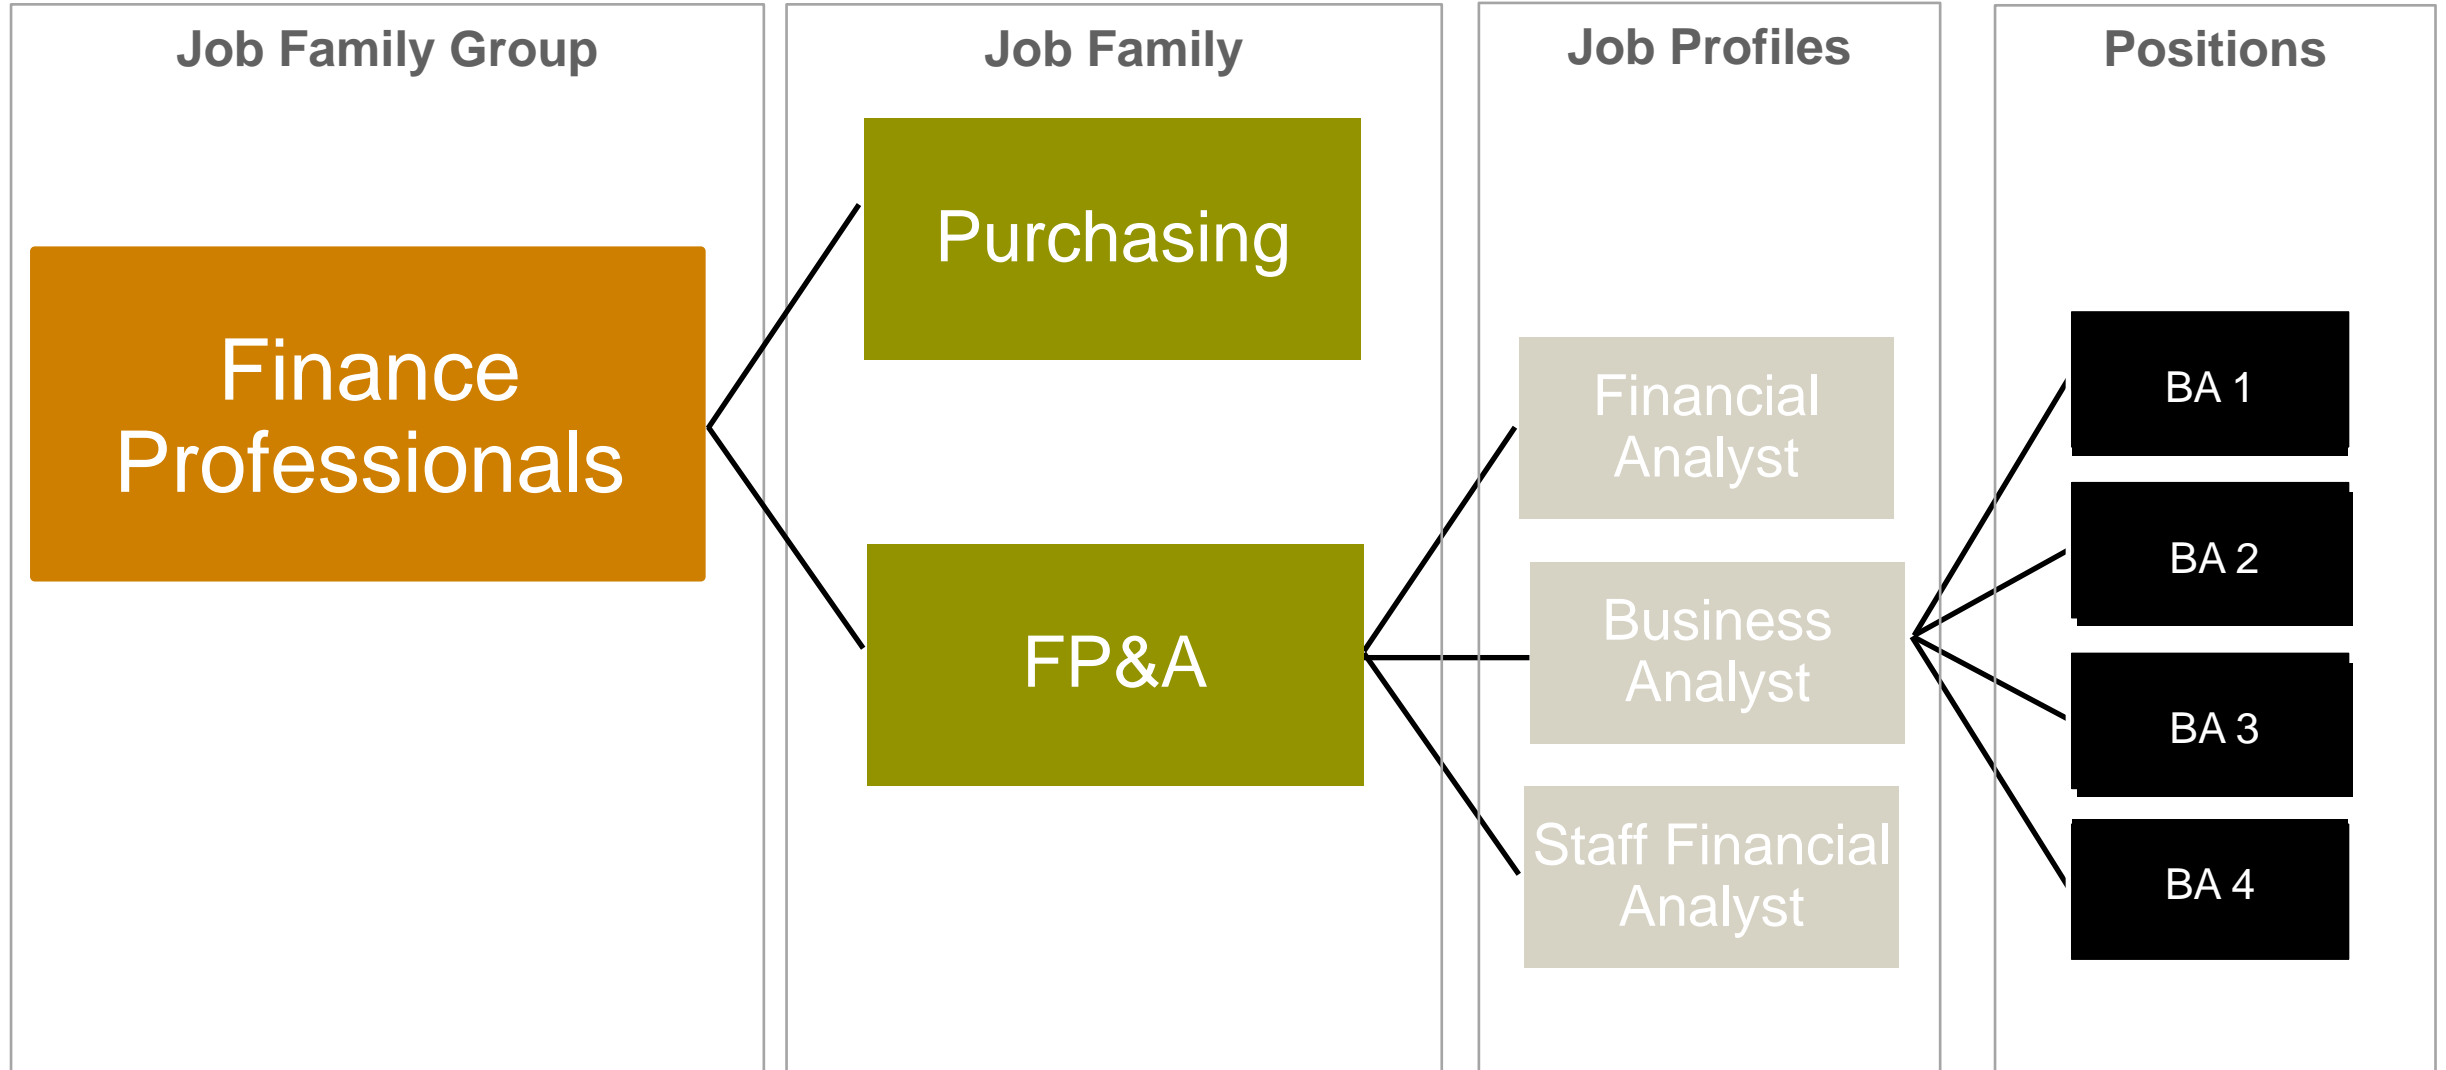 Job Family Group
Job Family
Job Profiles
Positions
Finance
Professionals
Purchasing
FP&A
Financial
Analyst
Business
Analyst
Staff Financial
Analyst
BA 1
BA 2
BA 3
BA 4